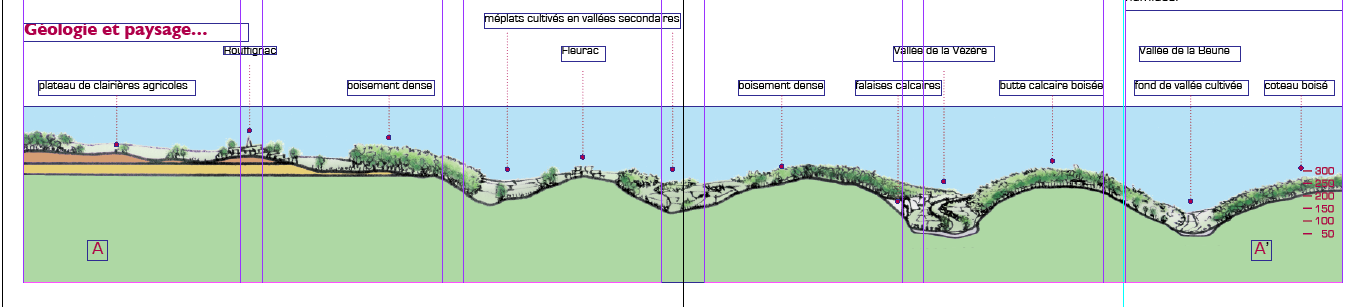 Géologie et paysage...
méplats cultivés en vallées secondaires
Rouffignac
Fleurac
Vallée de la Vézère
Vallée de la Beune
plateau de clairières agricoles
boisement dense
boisement dense
falaises calcaires
butte calcaire boisée
fond de vallée cultivée
coteau boisé
300
250
200
150
100
50
A
A'